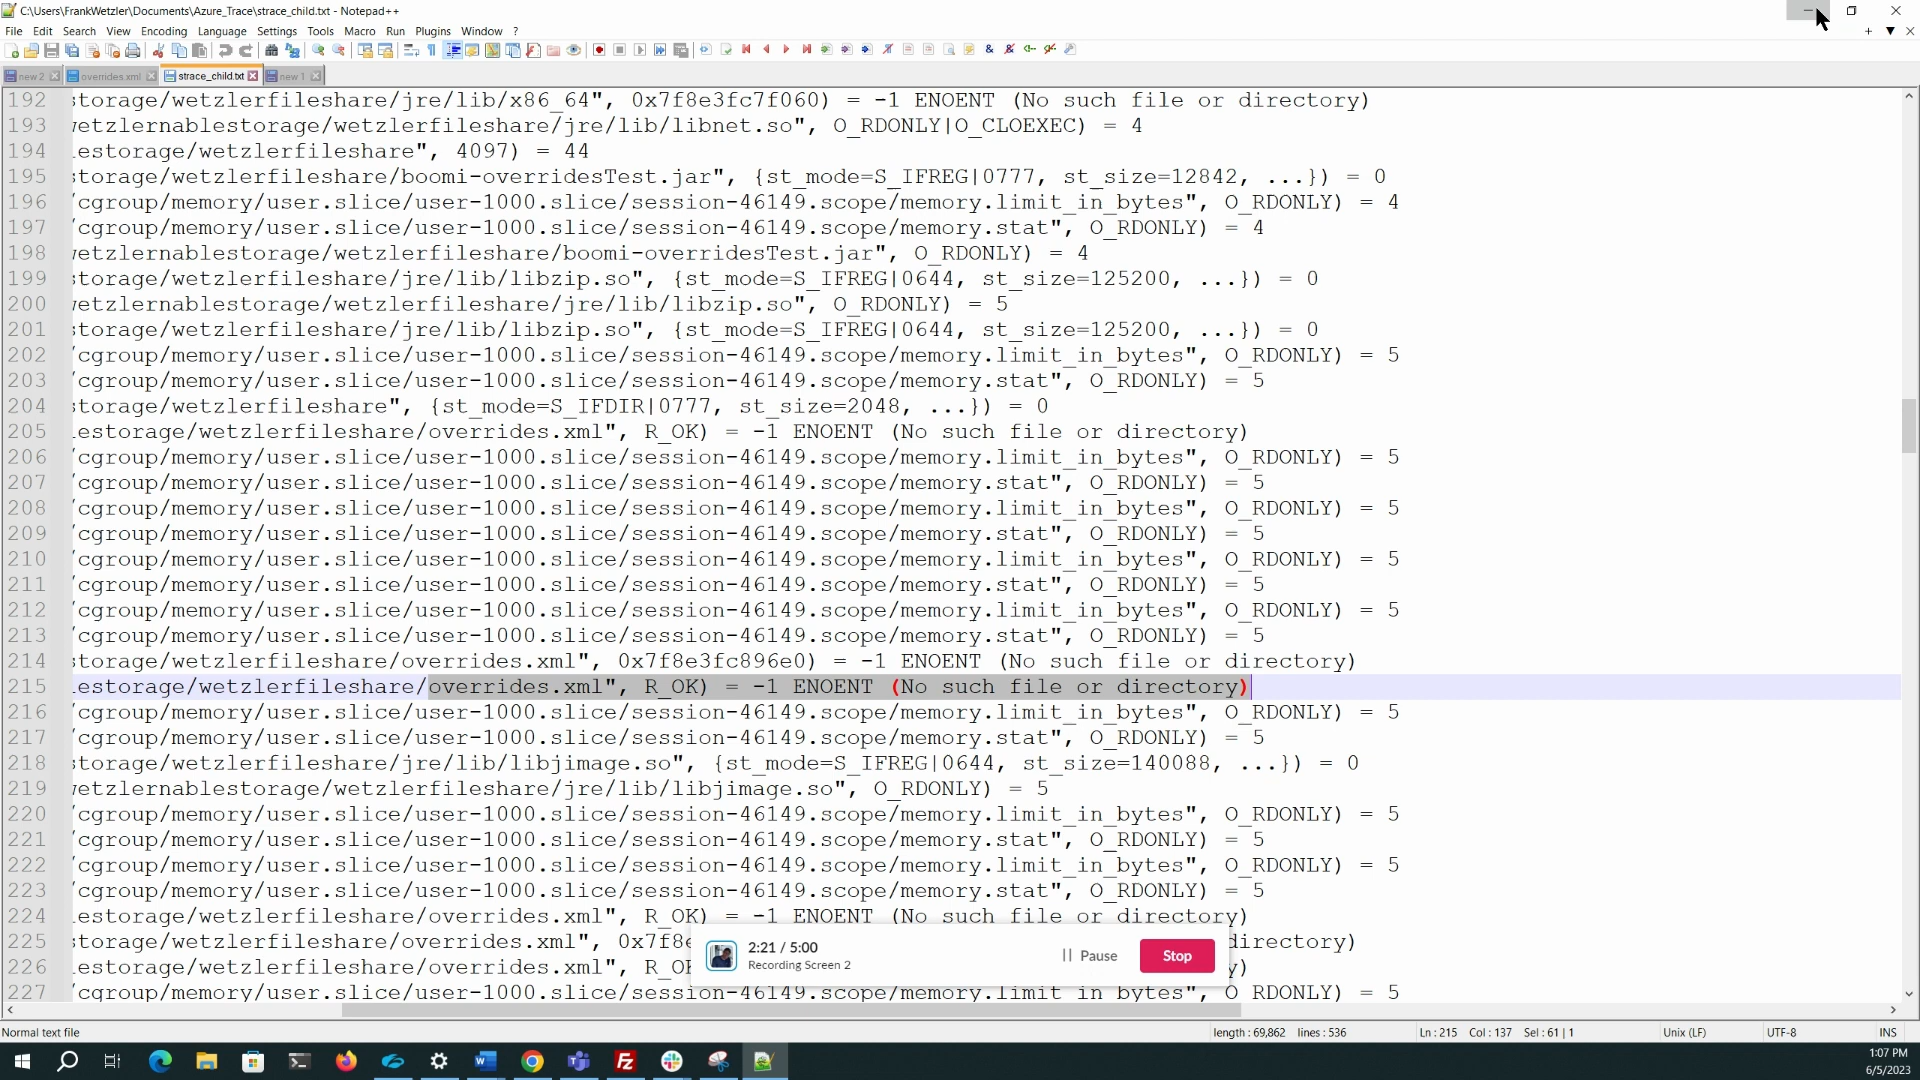 C:\Users\FrankWetzler\Documents\Azure_Trace\strace_child.txt - Notepad++
File Edit Search View Encoding Language Settings Tools Macro Run Plugins Window ?
new 2 overrides.xml strace_child.txt new 1
192 storage/wetzlerfileshare/jre/lib/x86_64", 0x7f8e3fc7f060) = -1 ENOENT (No such file or directory)
193 wetzlernablestorage/wetzlerfileshare/jre/lib/libnet.so", O_RDONLY|O_CLOEXEC) = 4
194 lestorage/wetzlerfileshare", 4097) = 44
195 storage/wetzlerfileshare/boomi-overridesTest.jar", {st_mode=S_IFREG|0777, st_size=12842, ...}) = 0
196 /cgroup/memory/user.slice/user-1000.slice/session-46149.scope/memory.limit_in_bytes", O_RDONLY) = 4
197 /cgroup/memory/user.slice/user-1000.slice/session-46149.scope/memory.stat", O_RDONLY) = 4
198 wetzlernablestorage/wetzlerfileshare/boomi-overridesTest.jar", O_RDONLY) = 4
199 storage/wetzlerfileshare/jre/lib/libzip.so", {st_mode=S_IFREG|0644, st_size=125200, ...}) = 0
200 wetzlernablestorage/wetzlerfileshare/jre/lib/libzip.so", O_RDONLY) = 5
201 storage/wetzlerfileshare/jre/lib/libzip.so", {st_mode=S_IFREG|0644, st_size=125200, ...}) = 0
202 /cgroup/memory/user.slice/user-1000.slice/session-46149.scope/memory.limit_in_bytes", O_RDONLY) = 5
203 /cgroup/memory/user.slice/user-1000.slice/session-46149.scope/memory.stat", O_RDONLY) = 5
204 storage/wetzlerfileshare", {st_mode=S_IFDIR|0777, st_size=2048, ...}) = 0
205 lestorage/wetzlerfileshare/overrides.xml", R_OK) = -1 ENOENT (No such file or directory)
206 /cgroup/memory/user.slice/user-1000.slice/session-46149.scope/memory.limit_in_bytes", O_RDONLY) = 5
207 /cgroup/memory/user.slice/user-1000.slice/session-46149.scope/memory.stat", O_RDONLY) = 5
208 /cgroup/memory/user.slice/user-1000.slice/session-46149.scope/memory.limit_in_bytes", O_RDONLY) = 5
209 /cgroup/memory/user.slice/user-1000.slice/session-46149.scope/memory.stat", O_RDONLY) = 5
210 /cgroup/memory/user.slice/user-1000.slice/session-46149.scope/memory.limit_in_bytes", O_RDONLY) = 5
211 /cgroup/memory/user.slice/user-1000.slice/session-46149.scope/memory.stat", O_RDONLY) = 5
212 /cgroup/memory/user.slice/user-1000.slice/session-46149.scope/memory.limit_in_bytes", O_RDONLY) = 5
213 /cgroup/memory/user.slice/user-1000.slice/session-46149.scope/memory.stat", O_RDONLY) = 5
214 storage/wetzlerfileshare/overrides.xml", 0x7f8e3fc896e0) = -1 ENOENT (No such file or directory)
215 lestorage/wetzlerfileshare/overrides.xml", R_OK) = -1 ENOENT (No such file or directory)
216 /cgroup/memory/user.slice/user-1000.slice/session-46149.scope/memory.limit_in_bytes", O_RDONLY) = 5
217 /cgroup/memory/user.slice/user-1000.slice/session-46149.scope/memory.stat", O_RDONLY) = 5
218 storage/wetzlerfileshare/jre/lib/libjimage.so", {st_mode=S_IFREG|0644, st_size=140088, ...}) = 0
219 wetzlernablestorage/wetzlerfileshare/jre/lib/libjimage.so", O_RDONLY) = 5
220 /cgroup/memory/user.slice/user-1000.slice/session-46149.scope/memory.limit_in_bytes", O_RDONLY) = 5
221 /cgroup/memory/user.slice/user-1000.slice/session-46149.scope/memory.stat", O_RDONLY) = 5
222 /cgroup/memory/user.slice/user-1000.slice/session-46149.scope/memory.limit_in_bytes", O_RDONLY) = 5
223 /cgroup/memory/user.slice/user-1000.slice/session-46149.scope/memory.stat", O_RDONLY) = 5
224 lestorage/wetzlerfileshare/overrides.xml", R_OK) = -1 ENOENT (No such file or directory)
225 storage/wetzlerfileshare/overrides.xml", 0x7f8e directory)
226 lestorage/wetzlerfileshare/overrides.xml", R_OK y)
227 /cgroup/memory/user.slice/user-1000.slice/session-46149.scope/memory.limit_in_bytes", O_RDONLY) = 5
2:21 / 5:00
Recording Screen 2
Pause
Stop
Normal text file length : 69,862 lines : 536 Ln : 215 Col : 137 Sel : 61 | 1 Unix (LF) UTF-8 INS
1:07 PM
6/5/2023